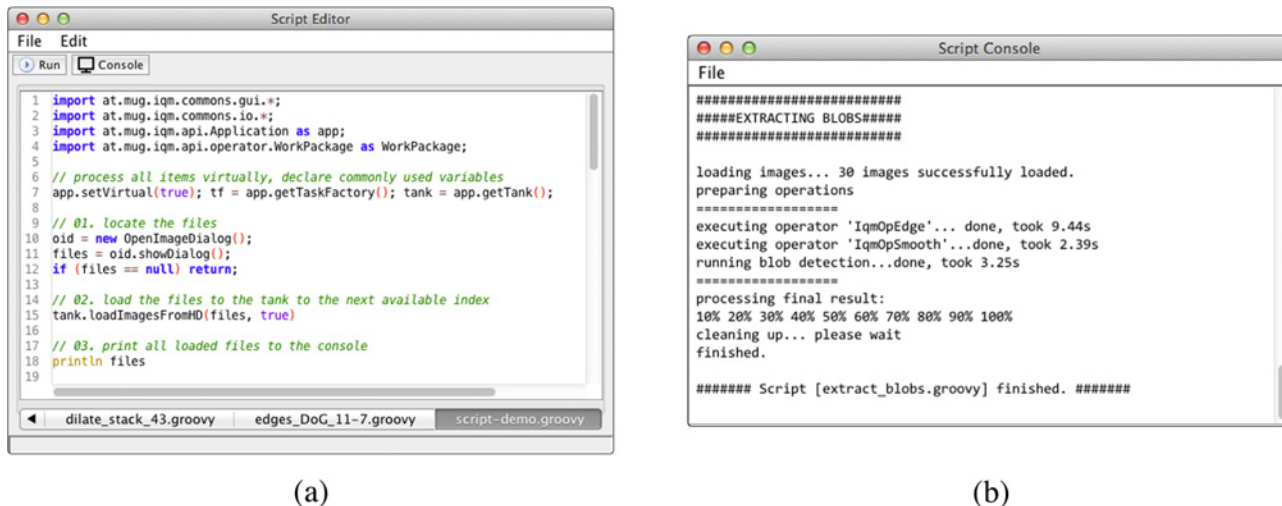 Script Editor
File Edit
Run Console
1 import at.mug.iqm.commons.gui.*;
2 import at.mug.iqm.commons.io.*;
3 import at.mug.iqm.api.Application as app;
4 import at.mug.iqm.api.operator.WorkPackage as WorkPackage;
5
6 // process all items virtually, declare commonly used variables
7 app.setVirtual(true); tf = app.getTaskFactory(); tank = app.getTank();
8
9 // 01. locate the files
10 oid = new OpenImageDialog();
11 files = oid.showDialog();
12 if (files == null) return;
13
14 // 02. load the files to the tank to the next available index
15 tank.loadImagesFromHD(files, true)
16
17 // 03. print all loaded files to the console
18 println files
19
dilate_stack_43.groovy edges_DoG_11-7.groovy script-demo.groovy
(a)
Script Console
File
##########################
#####EXTRACTING BLOBS#####
##########################
loading images... 30 images successfully loaded.
preparing operations
==================
executing operator 'IqmOpEdge'... done, took 9.44s
executing operator 'IqmOpSmooth'...done, took 2.39s
running blob detection...done, took 3.25s
==================
processing final result:
10% 20% 30% 40% 50% 60% 70% 80% 90% 100%
cleaning up... please wait
finished.
####### Script [extract_blobs.groovy] finished. #######
(b)